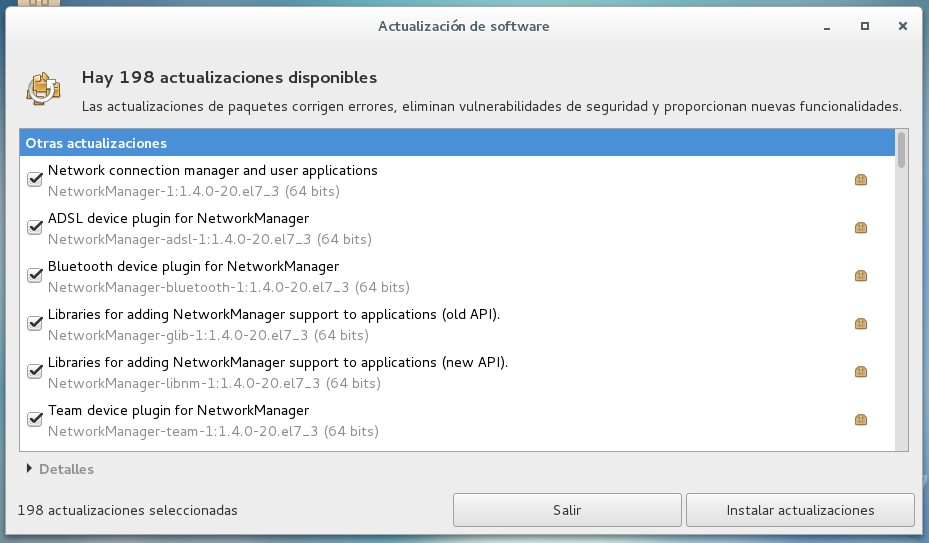 Actualización de software
Hay 198 actualizaciones disponibles
Las actualizaciones de paquetes corrigen errores, eliminan vulnerabilidades de seguridad y proporcionan nuevas funcionalidades.
Otras actualizaciones
Network connection manager and user applications
NetworkManager-1:1.4.0-20.el7_3 (64 bits)
ADSL device plugin for NetworkManager
NetworkManager-adsl-1:1.4.0-20.el7_3 (64 bits)
Bluetooth device plugin for NetworkManager
NetworkManager-bluetooth-1:1.4.0-20.el7_3 (64 bits)
Libraries for adding NetworkManager support to applications (old API).
NetworkManager-glib-1:1.4.0-20.el7_3 (64 bits)
Libraries for adding NetworkManager support to applications (new API).
NetworkManager-libnm-1:1.4.0-20.el7_3 (64 bits)
Team device plugin for NetworkManager
NetworkManager-team-1:1.4.0-20.el7_3 (64 bits)
Detalles
198 actualizaciones seleccionadas
Salir
Instalar actualizaciones